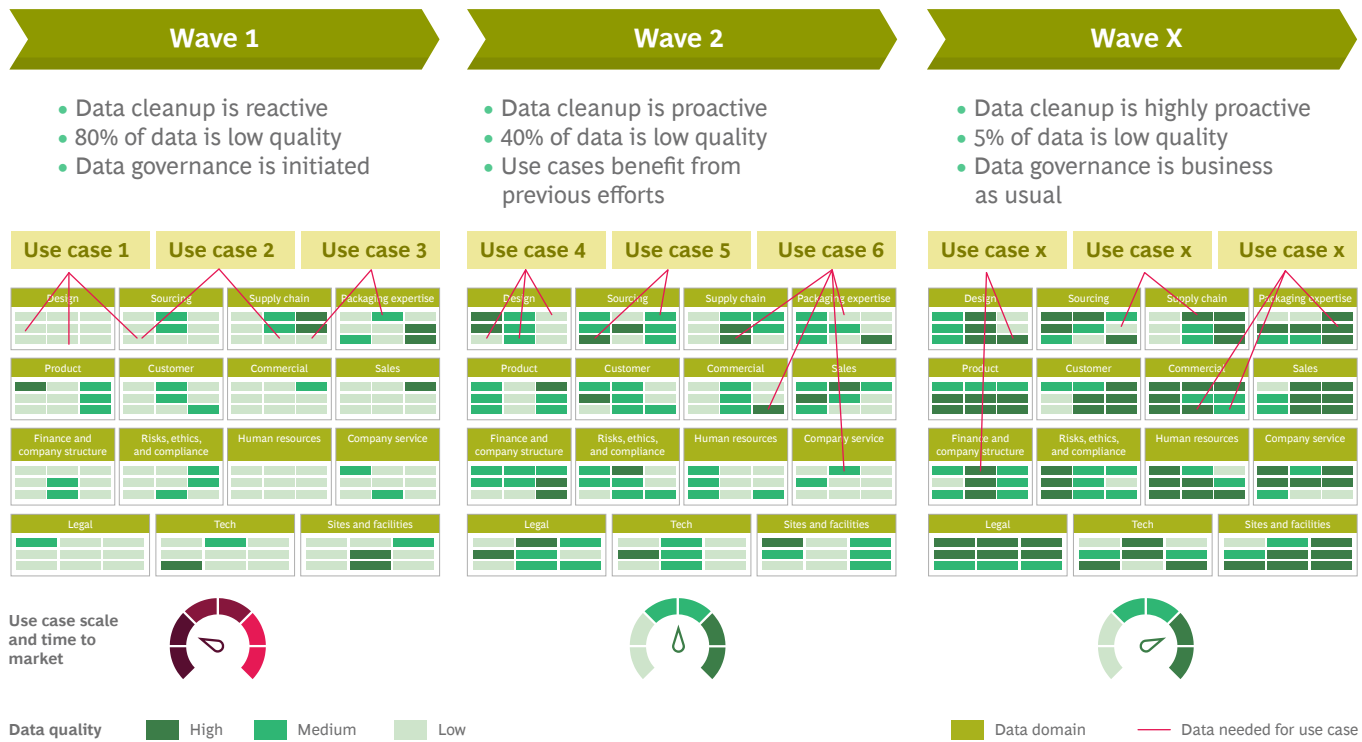 Wave 1
Wave 2
Wave X
• Data cleanup is reactive
• 80% of data is low quality
• Data governance is initiated
• Data cleanup is proactive
• 40% of data is low quality
• Use cases benefit from
previous efforts
• Data cleanup is highly proactive
• 5% of data is low quality
• Data governance is business
as usual
Use case 1
Use case 2
Use case 3
Use case 4
Use case 5
Use case 6
Use case x
Use case x
Use case x
Design
Sourcing
Supply chain
Packaging expertise
Product
Customer
Commercial
Sales
Finance and
company structure
Risks, ethics,
and compliance
Human resources
Company service
Legal
Tech
Sites and facilities
Design
Sourcing
Supply chain
Packaging expertise
Product
Customer
Commercial
Sales
Finance and
company structure
Risks, ethics,
and compliance
Human resources
Company service
Legal
Tech
Sites and facilities
Design
Sourcing
Supply chain
Packaging expertise
Product
Customer
Commercial
Sales
Finance and
company structure
Risks, ethics,
and compliance
Human resources
Company service
Legal
Tech
Sites and facilities
Use case scale
and time to
market
Data quality
High
Medium
Low
Data domain
Data needed for use case